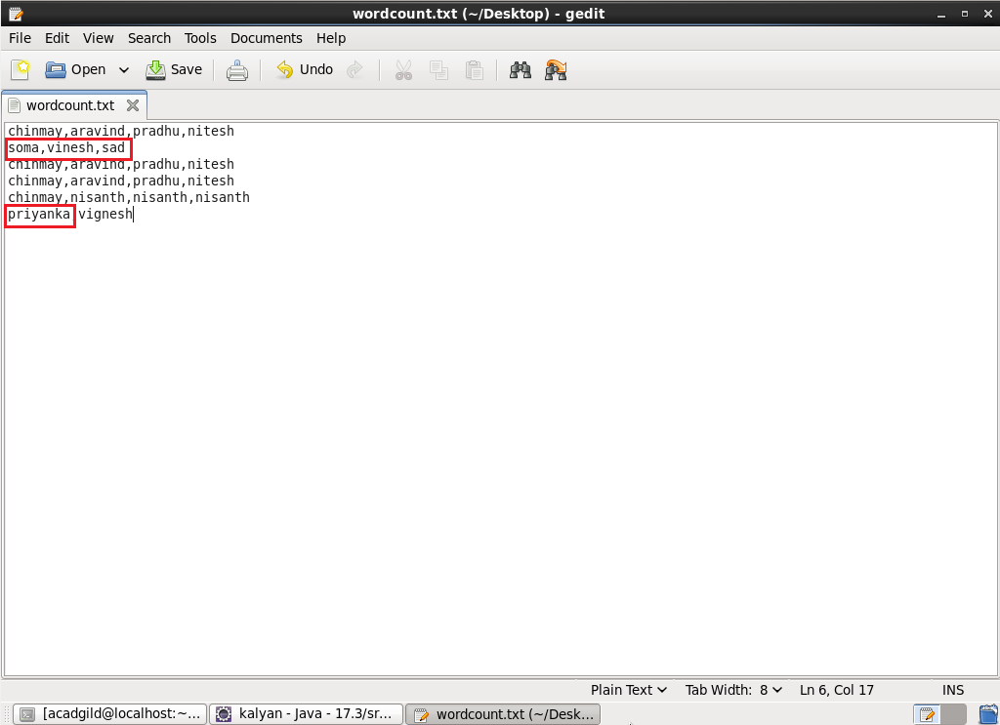 wordcount.txt (~/Desktop) - gedit
File Edit View Search Tools Documents Help
Open Save Undo
wordcount.txt
chinmay,aravind,pradhu,nitesh
soma,vinesh,sad
chinmay,aravind,pradhu,nitesh
chinmay,aravind,pradhu,nitesh
chinmay,nisanth,nisanth,nisanth
priyanka vignesh
Plain Text Tab Width: 8 Ln 6, Col 17 INS
[acadgild@localhost:~... kalyan - Java - 17.3/sr... wordcount.txt (~/Desk...